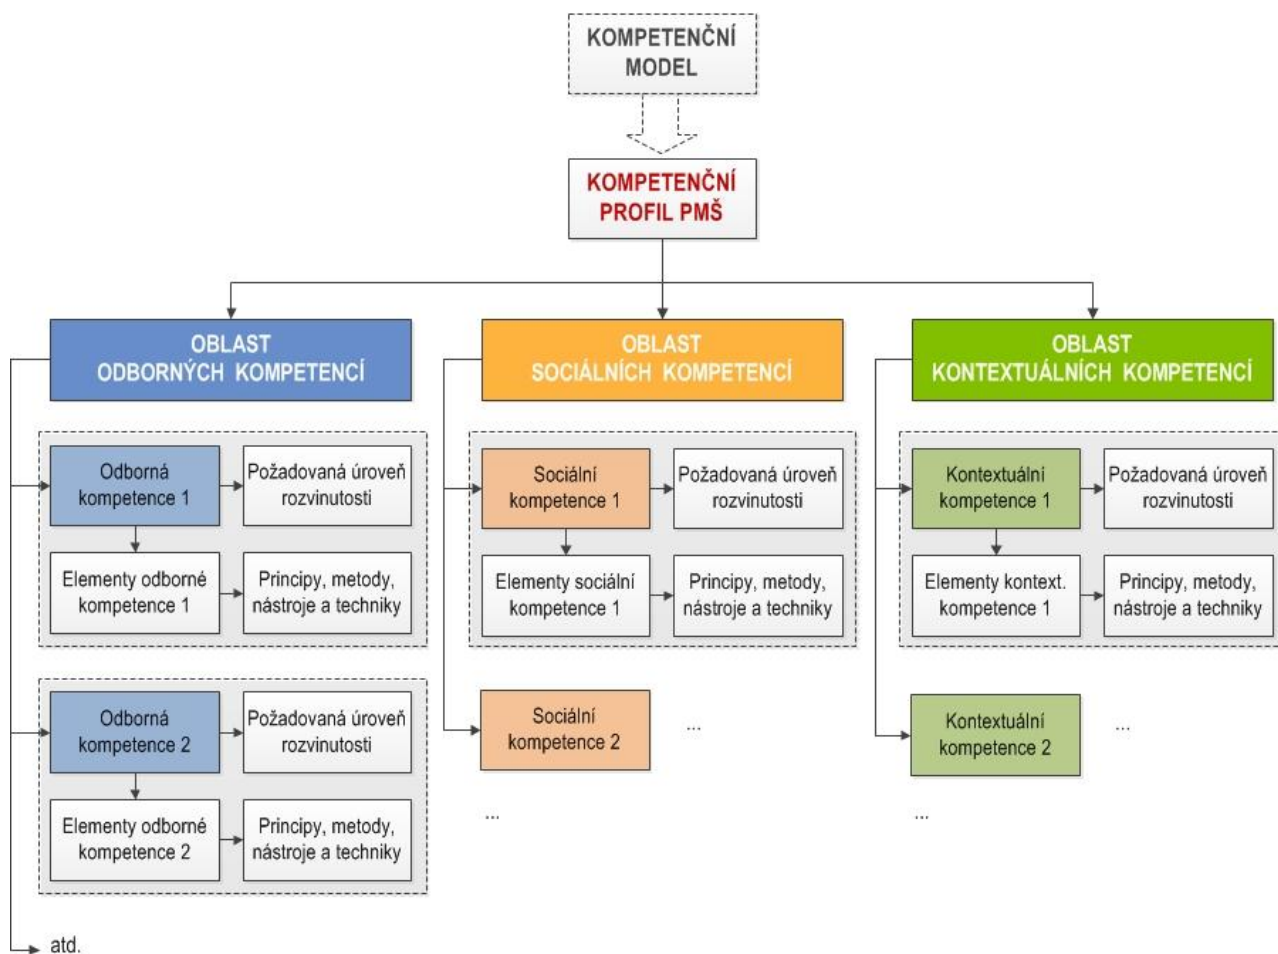 KOMPETENČNÍ
MODEL
KOMPETENČNÍ
PROFIL PMŠ
OBLAST
ODBORNÝCH KOMPETENCÍ
OBLAST
SOCIÁLNÍCH KOMPETENCÍ
OBLAST
KONTEXTUÁLNÍCH KOMPETENCÍ
Odborná
kompetence 1
Požadovaná úroveň
rozvinutosti
Elementy odborné
kompetence 1
Principy, metody,
nástroje a techniky
Odborná
kompetence 2
Požadovaná úroveň
rozvinutosti
Elementy odborné
kompetence 2
Principy, metody,
nástroje a techniky
atd.
Sociální
kompetence 1
Požadovaná úroveň
rozvinutosti
Elementy sociální
kompetence 1
Principy, metody,
nástroje a techniky
Sociální
kompetence 2
...
...
Kontextuální
kompetence 1
Požadovaná úroveň
rozvinutosti
Elementy kontext.
kompetence 1
Principy, metody,
nástroje a techniky
Kontextuální
kompetence 2
...
...